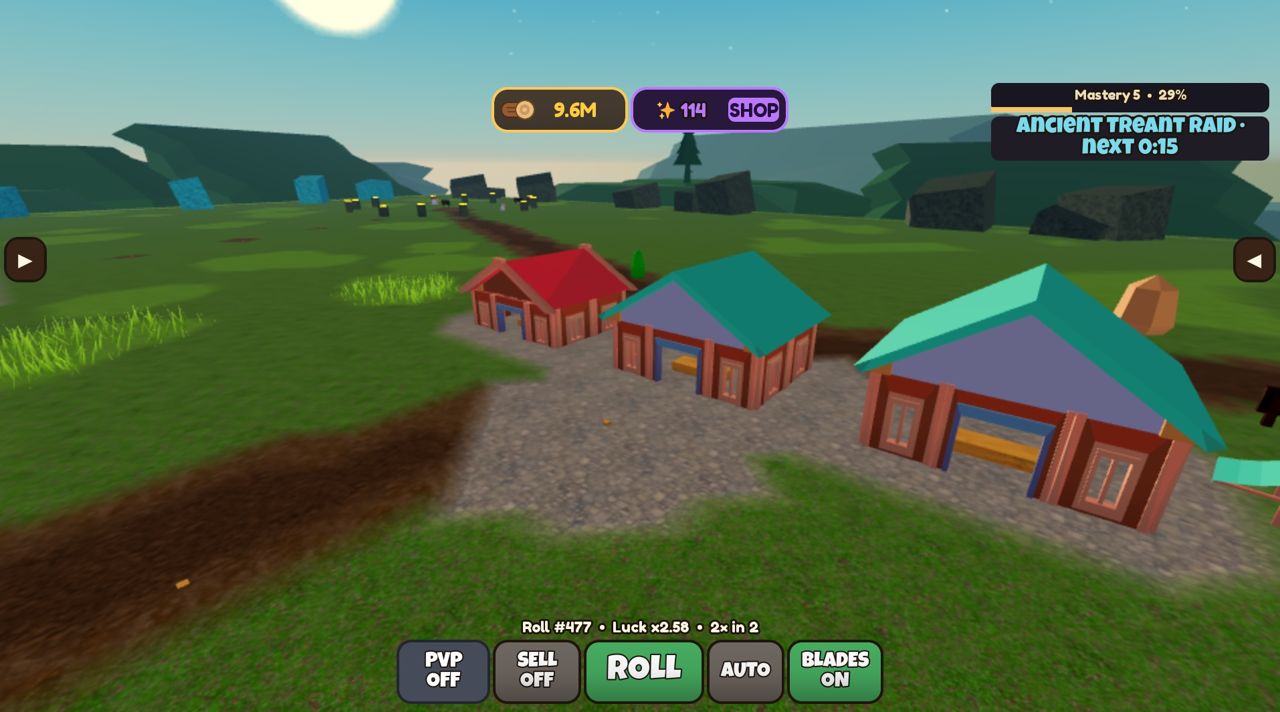 9.6M
114
SHOP
Mastery 5 • 29%
Ancient Treant Raid •
next 0:15
Roll #477 • Luck x2.58 • 2x in 2
PVP
OFF
SELL
OFF
ROLL
AUTO
BLADES
ON